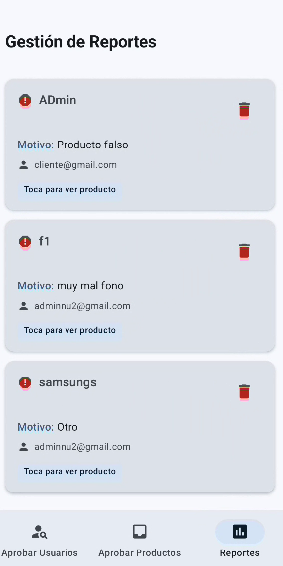 Gestión de Reportes
ADmin
Motivo: Producto falso
cliente@gmail.com
Toca para ver producto
f1
Motivo: muy mal fono
adminnu2@gmail.com
Toca para ver producto
samsungs
Motivo: Otro
adminnu2@gmail.com
Toca para ver producto
Aprobar Usuarios Aprobar Productos Reportes